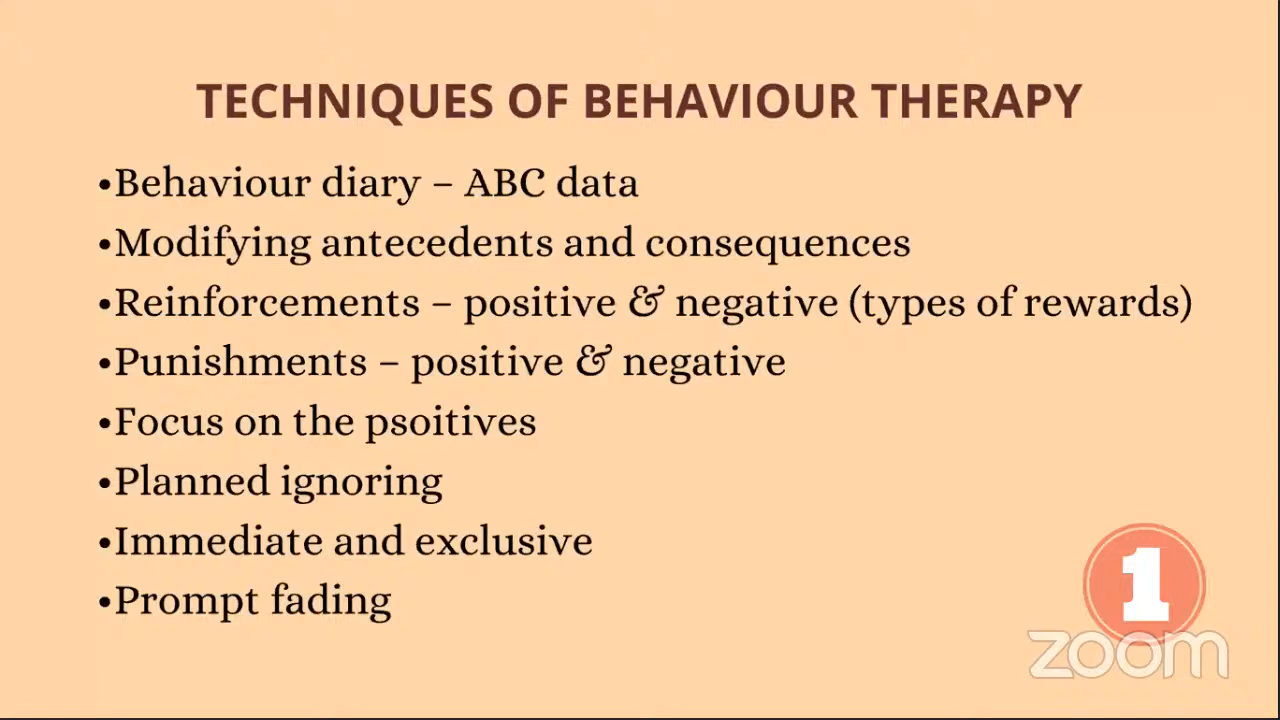 TECHNIQUES OF BEHAVIOUR THERAPY
•Behaviour diary – ABC data
•Modifying antecedents and consequences
•Reinforcements – positive & negative (types of rewards)
•Punishments – positive & negative
•Focus on the psoitives
•Planned ignoring
•Immediate and exclusive
•Prompt fading
1
zoom